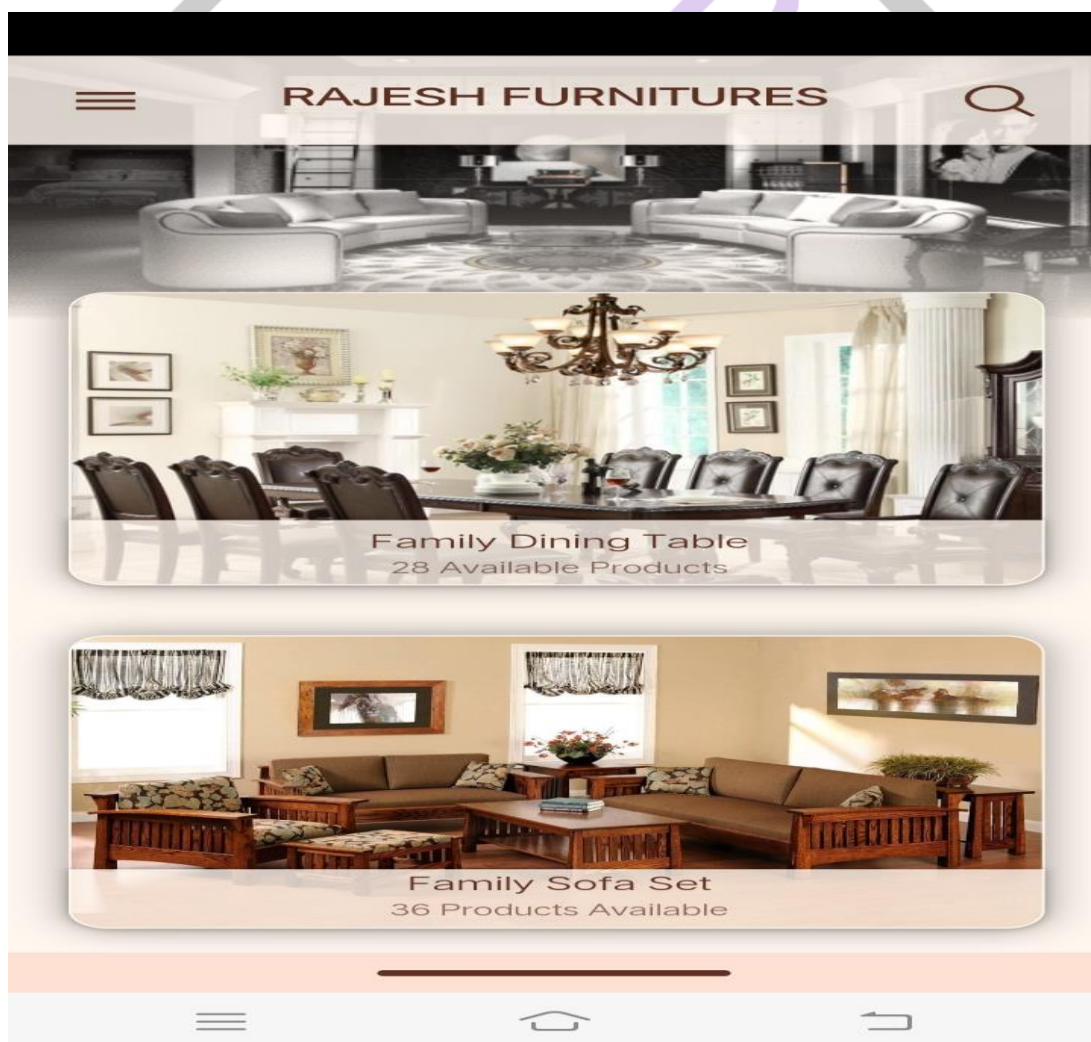 RAJESH FURNITURES
Family Dining Table
28 Available Products
Family Sofa Set
36 Products Available